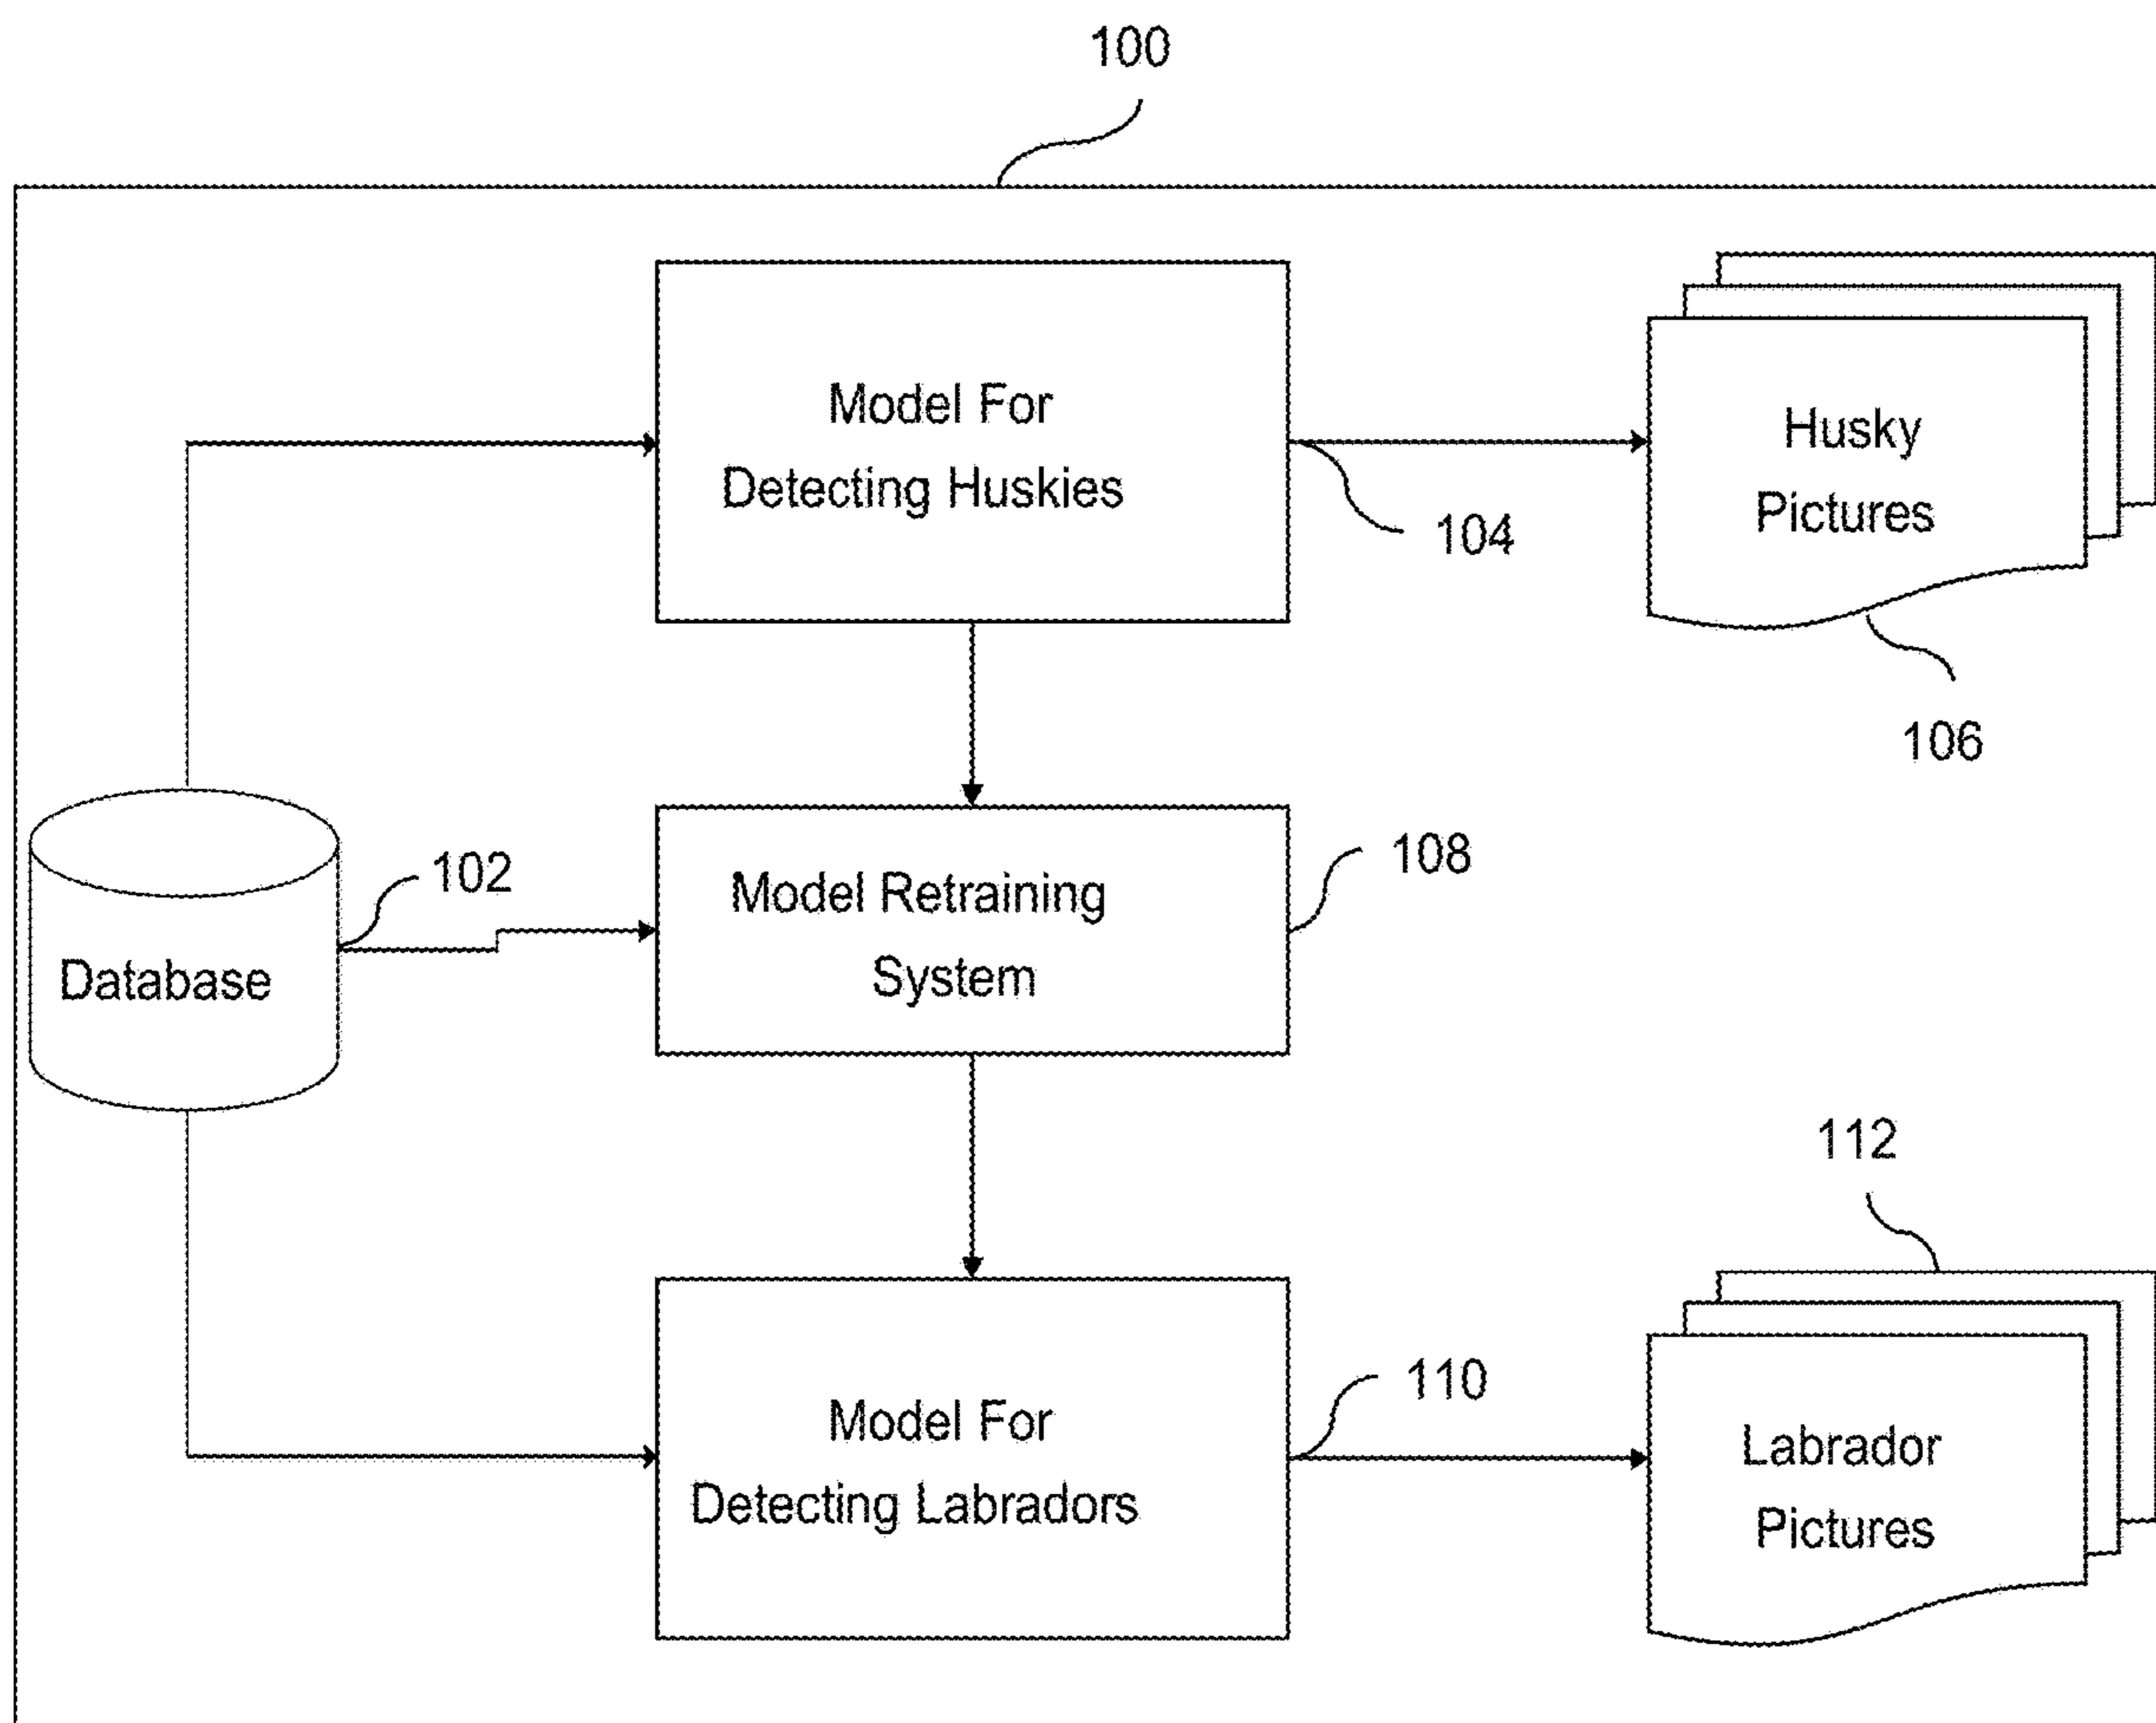 100
Model For
Detecting Huskies
104
Husky
Pictures
106
Database
102
Model Retraining
System
108
112
Model For
Detecting Labradors
110
Labrador
Pictures